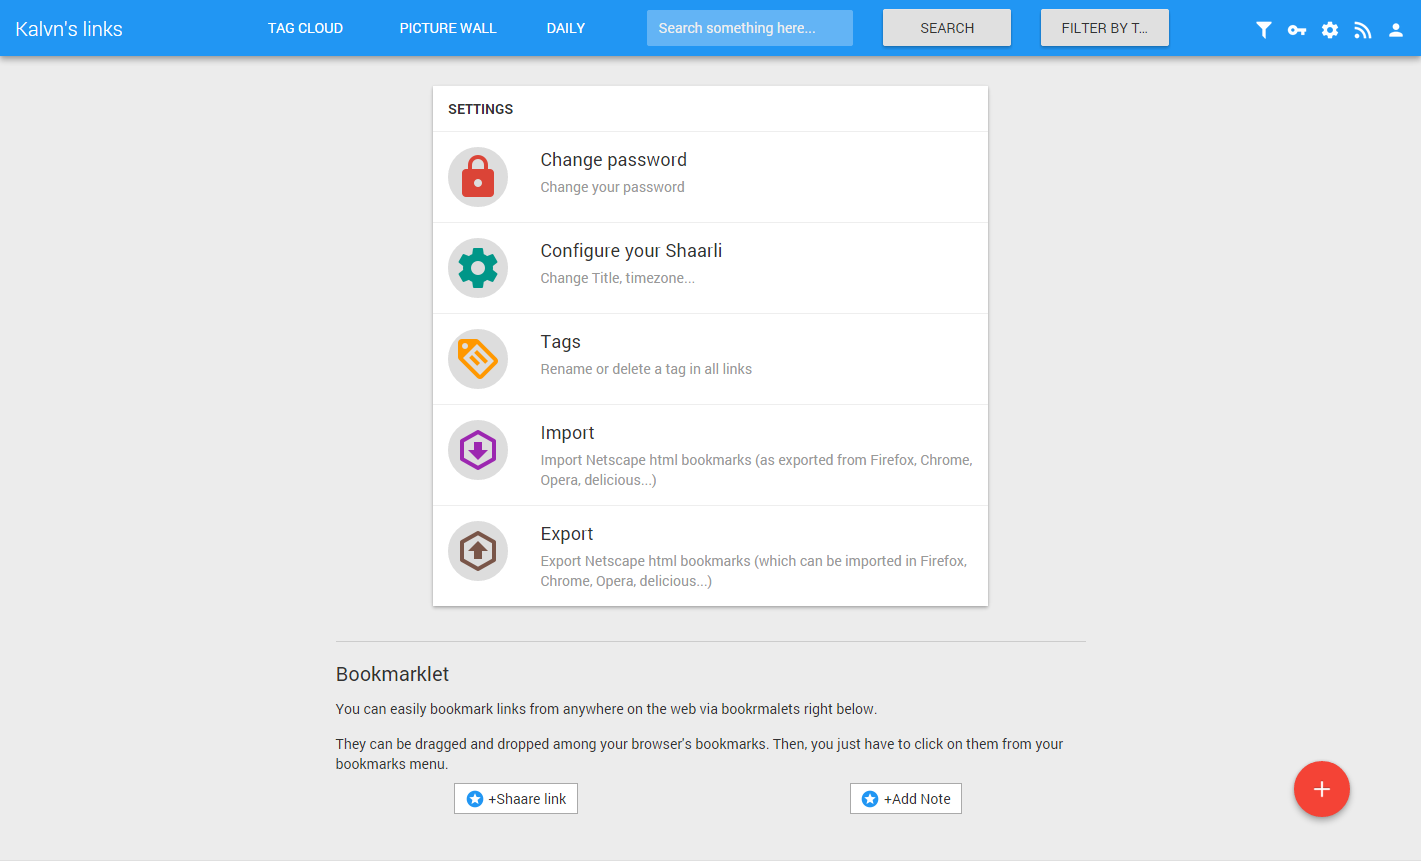 Kalvn's links
TAG CLOUD
PICTURE WALL
DAILY
Search something here...
SEARCH
FILTER BY T...
SETTINGS
Change password
Change your password
Configure your Shaarli
Change Title, timezone...
Tags
Rename or delete a tag in all links
Import
Import Netscape html bookmarks (as exported from Firefox, Chrome,
Opera, delicious...)
Export
Export Netscape html bookmarks (which can be imported in Firefox,
Chrome, Opera, delicious...)
Bookmarklet
You can easily bookmark links from anywhere on the web via bookrmalets right below.
They can be dragged and dropped among your browser's bookmarks. Then, you just have to click on them from your
bookmarks menu.
+Shaare link
+Add Note